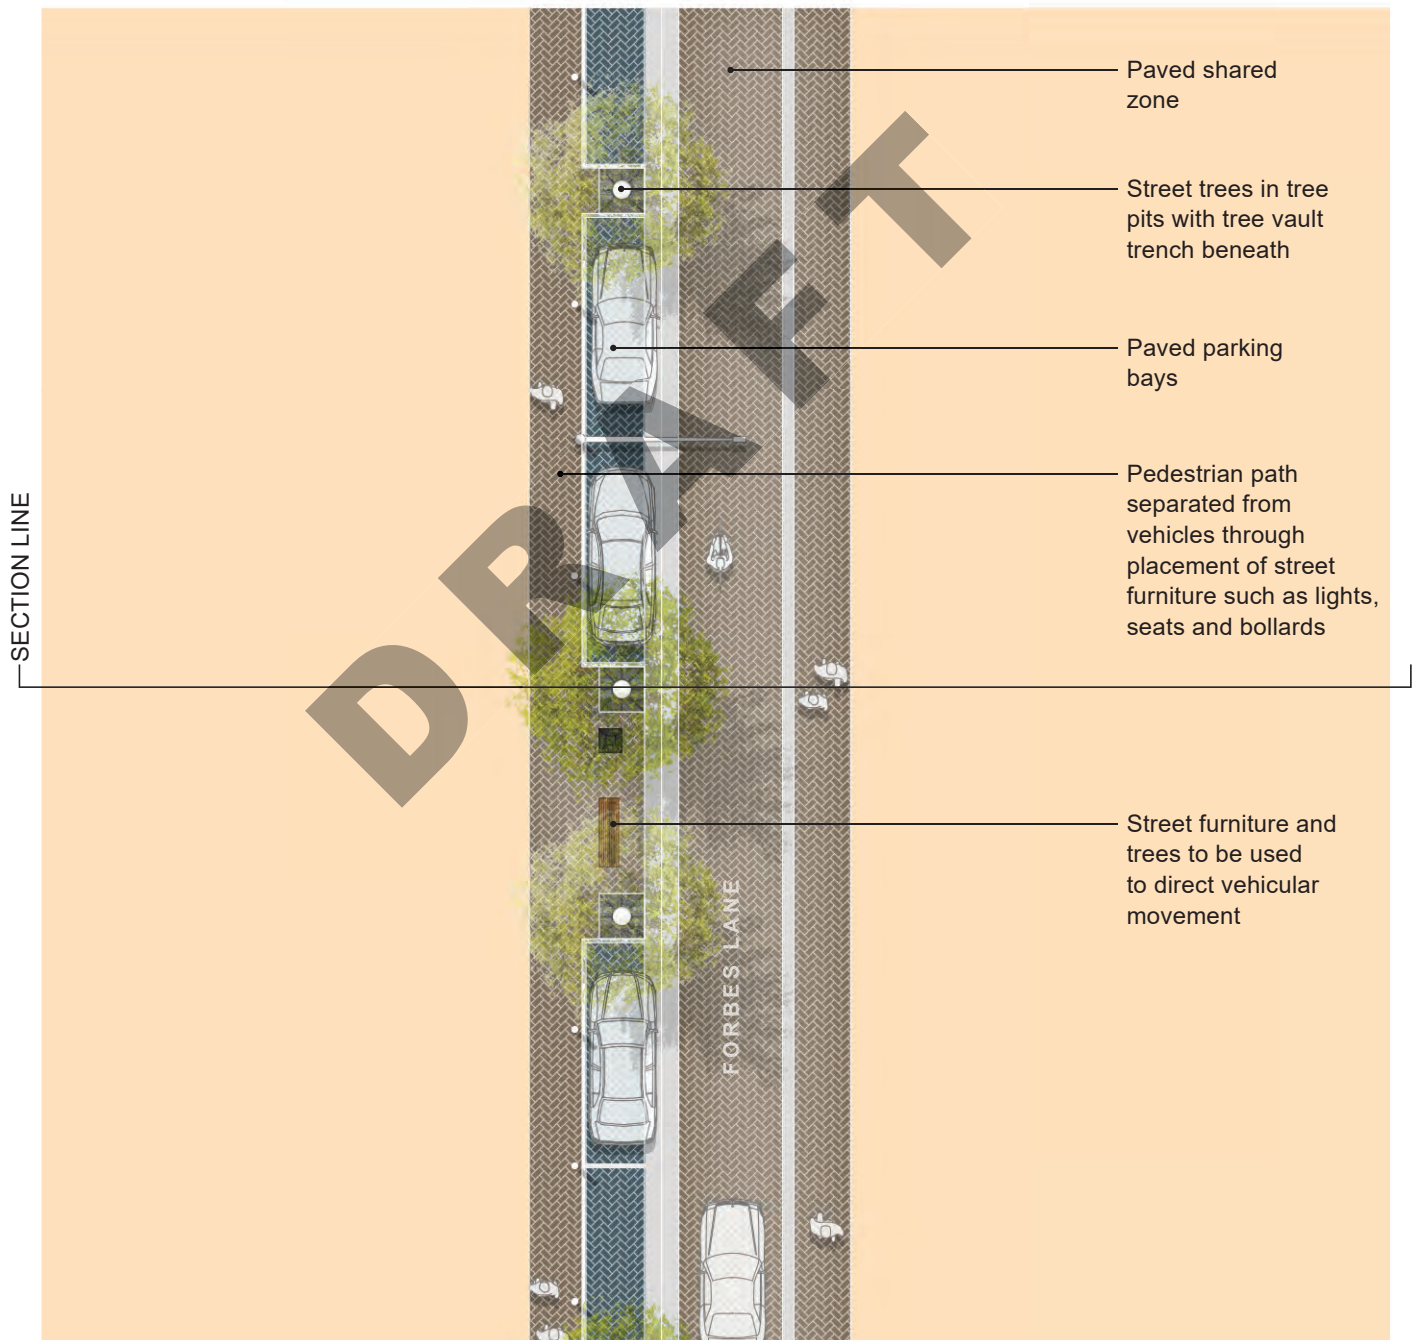 Paved shared
zone
Street trees in tree
pits with tree vault
trench beneath
Paved parking
bays
Pedestrian path
separated from
vehicles through
placement of street
furniture such as lights,
seats and bollards
SECTION LINE
Street furniture and
trees to be used
to direct vehicular
movement
FORBES LANE
DRAFT